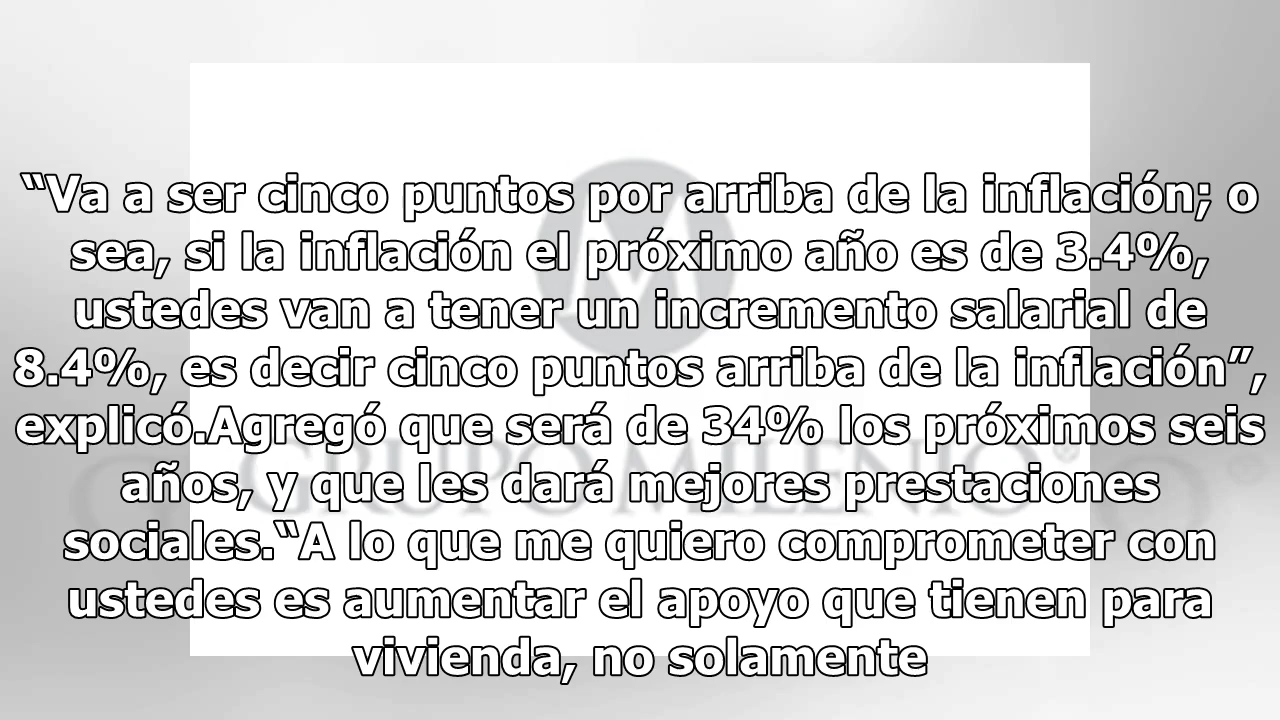 “Va a ser cinco puntos por arriba de la inflación; o
sea, si la inflación el próximo año es de 3.4%,
ustedes van a tener un incremento salarial de
8.4%, es decir cinco puntos arriba de la inflación”,
explicó.Agregó que será de 34% los próximos seis
años, y que les dará mejores prestaciones
sociales.“A lo que me quiero comprometer con
ustedes es aumentar el apoyo que tienen para
vivienda, no solamente
M
GRUPO MILENIO®